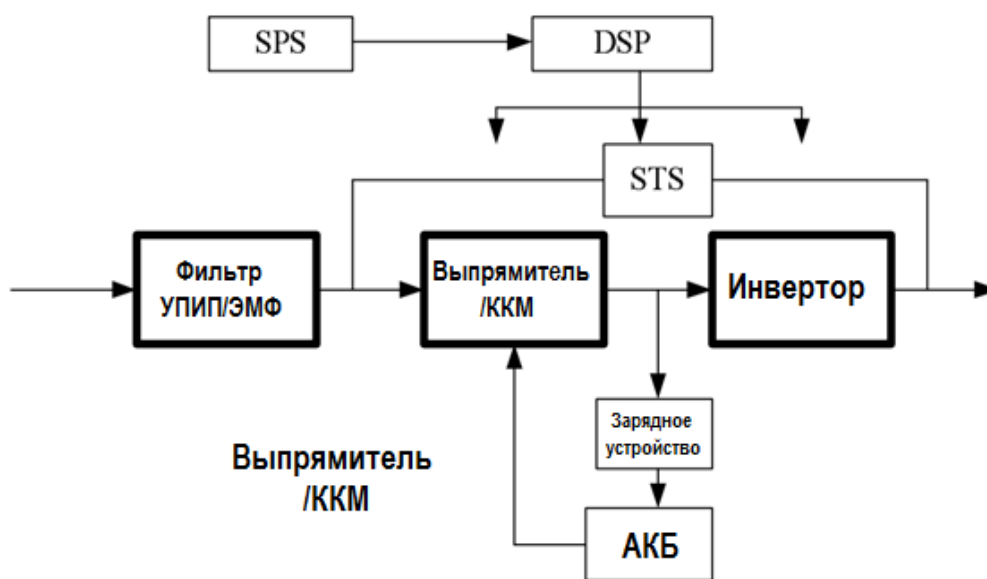 SPS
DSP
STS
Фильтр
УПИП/ЭМФ
Выпрямитель
/ККМ
Инвертор
Зарядное
устройство
Выпрямитель
/ККМ
АКБ